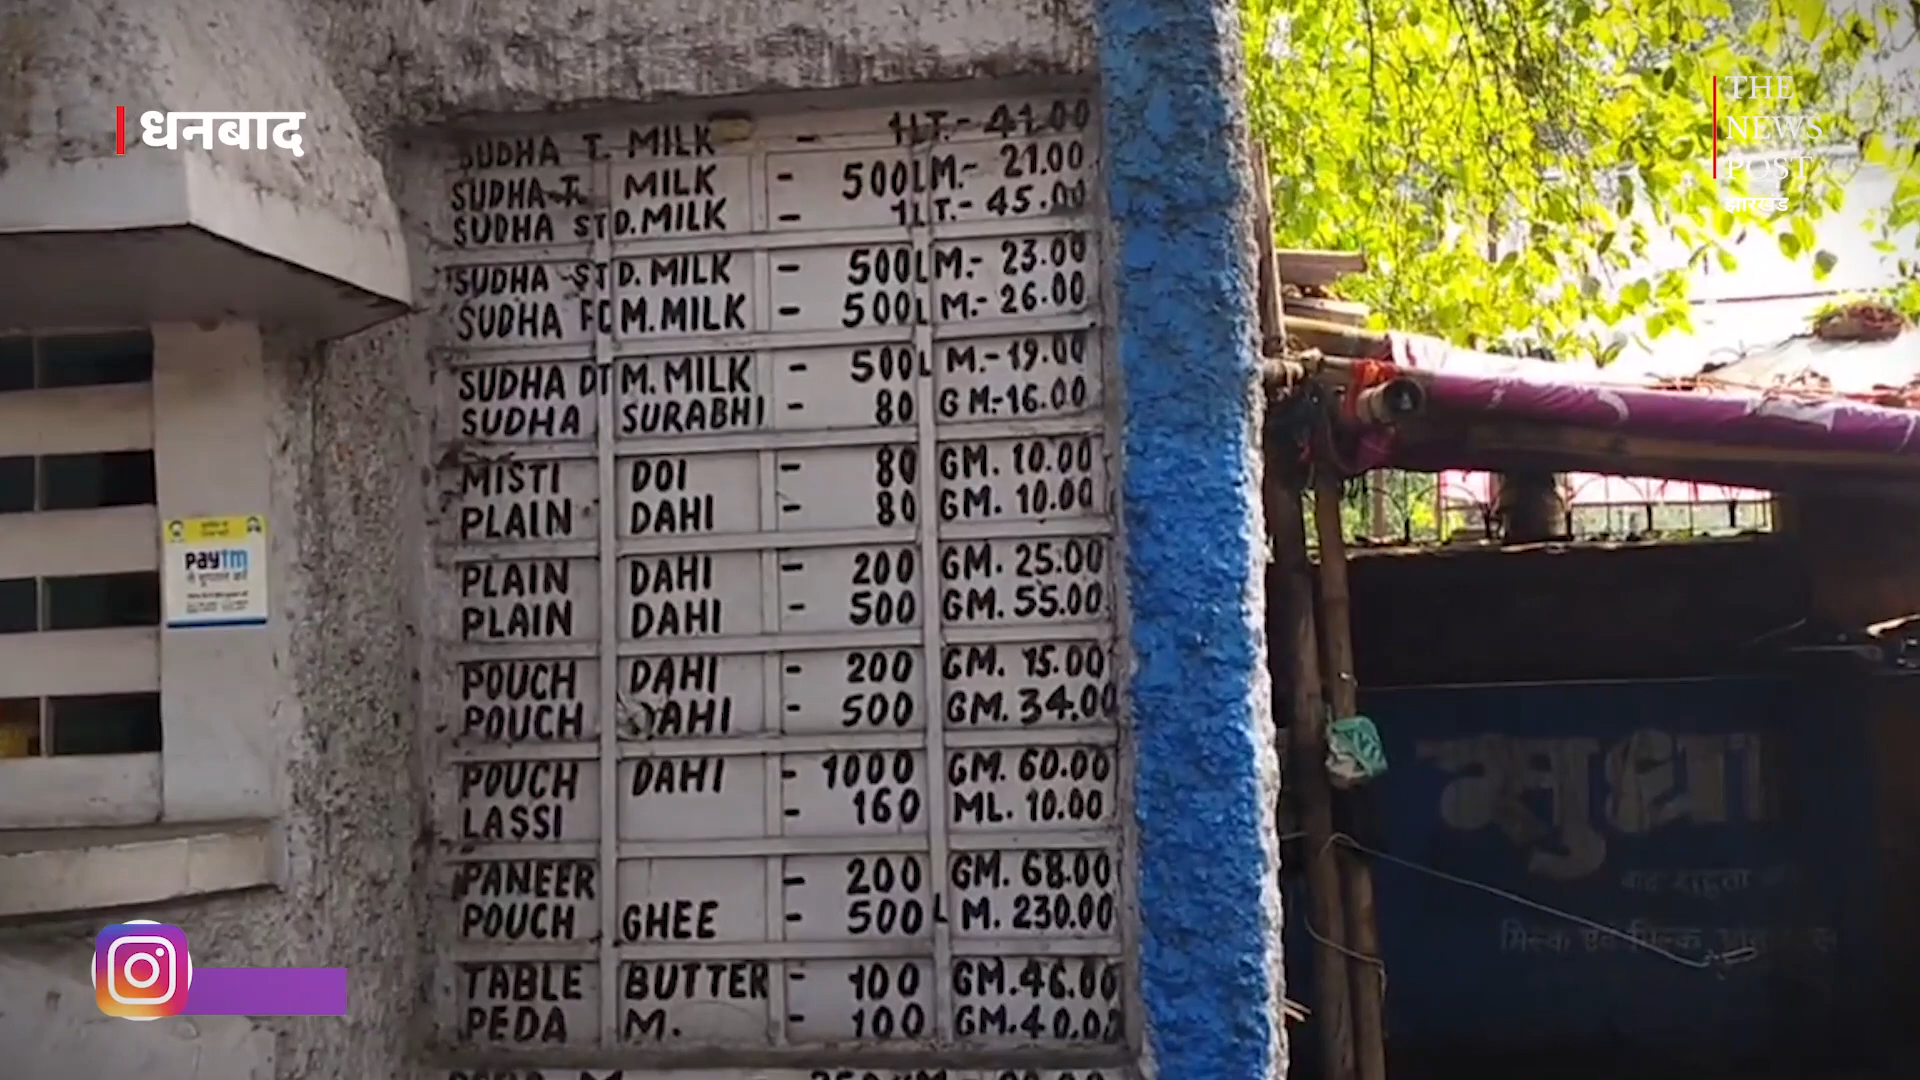 धनबाद
THE
NEWS
POST
झारखंड
SUDHA T. MILK - 1LT.- 41.00
SUDHA T. MILK - 500LM.- 21.00
SUDHA STD.MILK - 1LT.- 45.00
SUDHA STD.MILK - 500LM.- 23.00
SUDHA FCM.MILK - 500LM.- 26.00
SUDHA DTM.MILK - 500LM.-19.00
SUDHA SURABHI - 80 GM.-16.00
MISTI DOI - 80 GM. 10.00
PLAIN DAHI - 80 GM. 10.00
PLAIN DAHI - 200 GM. 25.00
PLAIN DAHI - 500 GM. 55.00
POUCH DAHI - 200 GM. 15.00
POUCH DAHI - 500 GM. 34.00
POUCH DAHI - 1000 GM. 60.00
LASSI - 160 ML. 10.00
PANEER - 200 GM. 68.00
POUCH GHEE - 500LM. 230.00
TABLE BUTTER - 100 GM.46.00
PEDA M. - 100 GM.40.00
paytm
सुधा